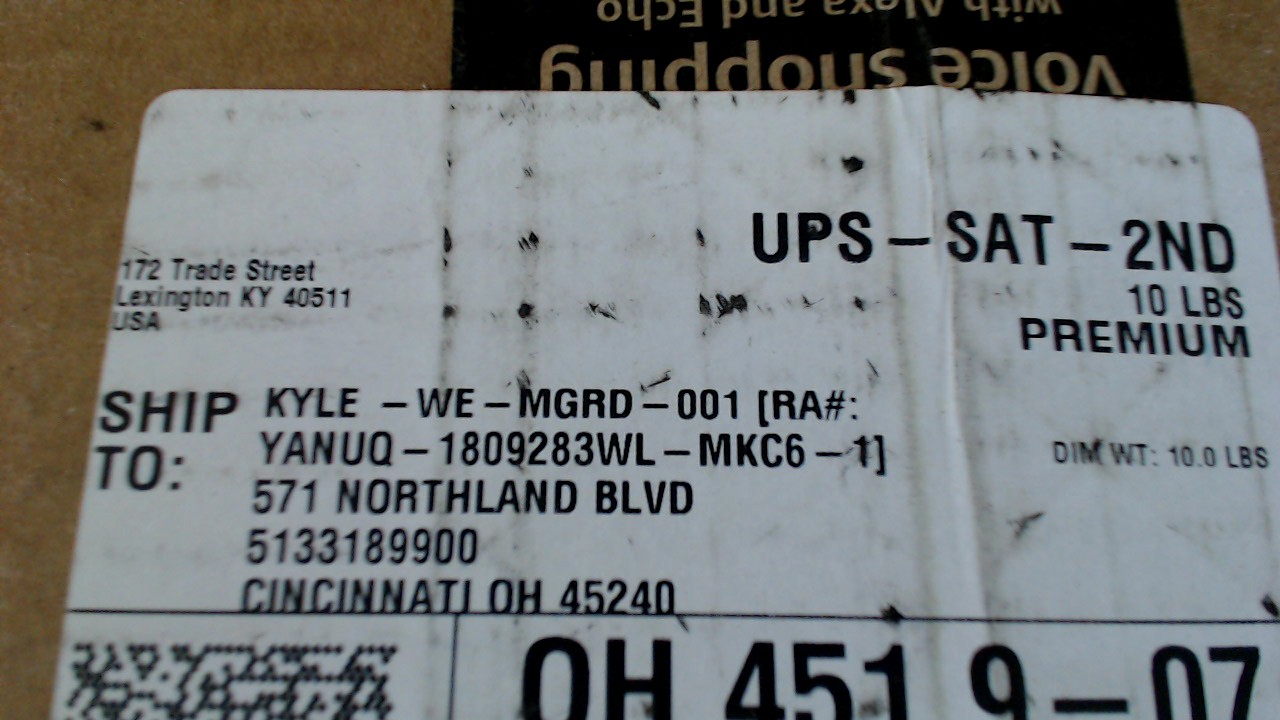 with Alexa and Echo
voice shopping
UPS-SAT-2ND
172 Trade Street
Lexington KY 40511
USA
10 LBS
PREMIUM
SHIP TO:
KYLE -WE-MGRD-001 [RA#:
YANUQ-1809283WL-MKC6-1]
571 NORTHLAND BLVD
5133189900
CINCINNATI OH 45240
DIM WT: 10.0 LBS
OH 451 9-07